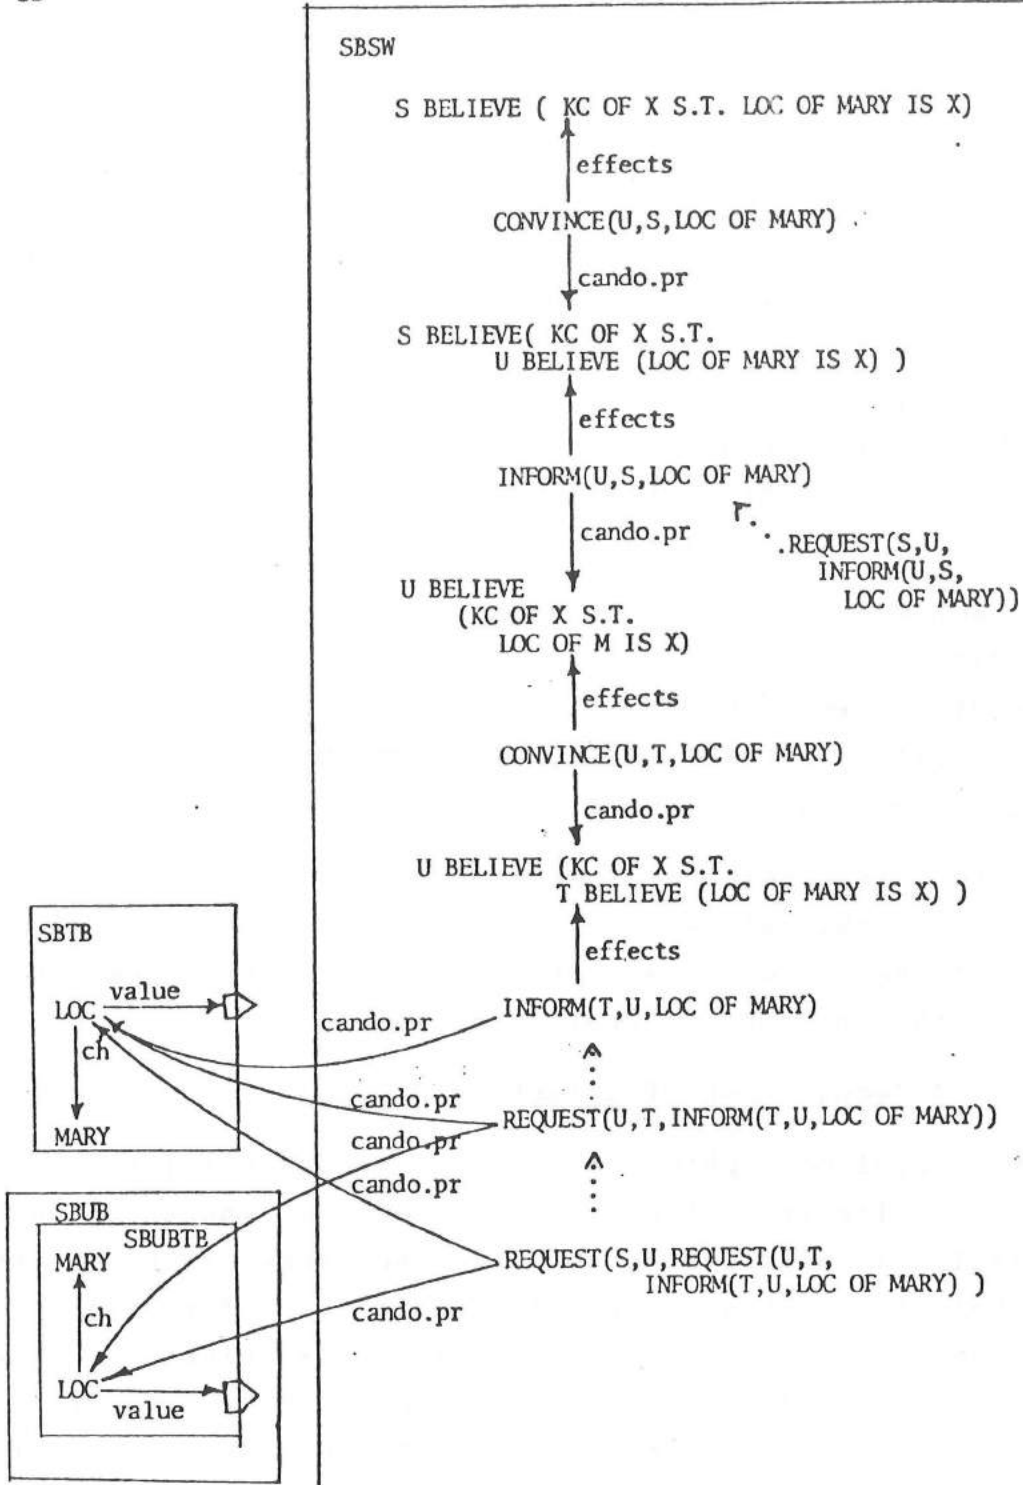 SBSW
S BELIEVE ( KC OF X S.T. LOC OF MARY IS X)
effects
CONVINCE(U,S,LOC OF MARY)
cando.pr
S BELIEVE( KC OF X S.T.
U BELIEVE (LOC OF MARY IS X) )
effects
INFORM(U,S,LOC OF MARY)
cando.pr
.REQUEST(S,U,
INFORM(U,S,
LOC OF MARY))
U BELIEVE
(KC OF X S.T.
LOC OF M IS X)
effects
CONVINCE(U,T,LOC OF MARY)
cando.pr
U BELIEVE (KC OF X S.T.
T BELIEVE (LOC OF MARY IS X) )
effects
SBTB
LOC
value
ch
MARY
cando.pr
INFORM(T,U,LOC OF MARY)
cando.pr
REQUEST(U,T,INFORM(T,U,LOC OF MARY))
cando.pr
cando.pr
SBUB
SBUBTB
MARY
ch
LOC
value
REQUEST(S,U,REQUEST(U,T,
INFORM(T,U,LOC OF MARY) )
cando.pr